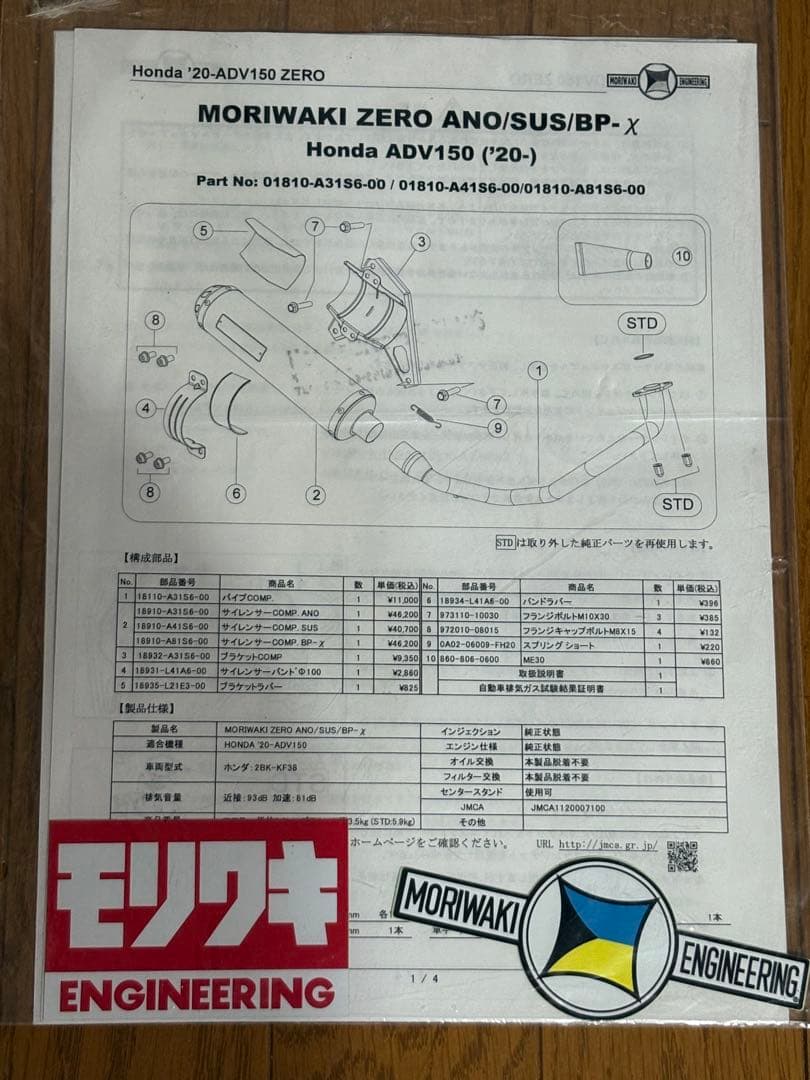 Honda '20-ADV150 ZERO
MORIWAKI ENGINEERING
MORIWAKI ZERO ANO/SUS/BP-χ
Honda ADV150 ('20-)
Part No: 01810-A31S6-00 / 01810-A41S6-00/01810-A81S6-00
5
7
3
10
8
STD
1
4
7
9
8
6
2
STD
STDは取り外した純正パーツを再使用します。
【構成部品】
No. 部品番号 商品名 数 単価(税込) No. 部品番号 商品名 数 単価(税込)
1 18110-A31S6-00 パイプCOMP. 1 ¥11,000 6 18934-L41A6-00 バンドラバー 1 ¥396
2 18910-A31S6-00 サイレンサーCOMP. ANO 1 ¥46,200 7 973110-10030 フランジボルトM10X30 3 ¥385
18910-A41S6-00 サイレンサーCOMP. SUS 1 ¥40,700 8 972010-08015 フランジキャップボルトM8X15 4 ¥132
18910-A81S6-00 サイレンサーCOMP. BP-χ 1 ¥46,200 9 0A02-06009-FH20 スプリング ショート 1 ¥220
3 18932-A31S6-00 ブラケットCOMP 1 ¥9,350 10 860-606-0600 ME30 1 ¥660
4 18931-L41A6-00 サイレンサーバンドΦ100 1 ¥2,860 取扱説明書 1
5 18935-L21E3-00 ブラケットラバー 1 ¥825 自動車排気ガス試験結果証明書 1
【製品仕様】
製品名 MORIWAKI ZERO ANO/SUS/BP-χ インジェクション 純正状態
適合機種 HONDA '20-ADV150 エンジン仕様 純正状態
車両型式 ホンダ:2BK-KF38 オイル交換 本製品脱着不要
フィルター交換 本製品脱着不要
排気音量 近接:93dB 加速:81dB センタースタンド 使用可
JMCA JMCA1120007100
3.5kg (STD:5.9kg) その他
ホームページをご確認ください。 URL http://jmca.gr.jp/
mm 1本
1本
1 / 4
モリワキ
ENGINEERING
MORIWAKI ENGINEERING